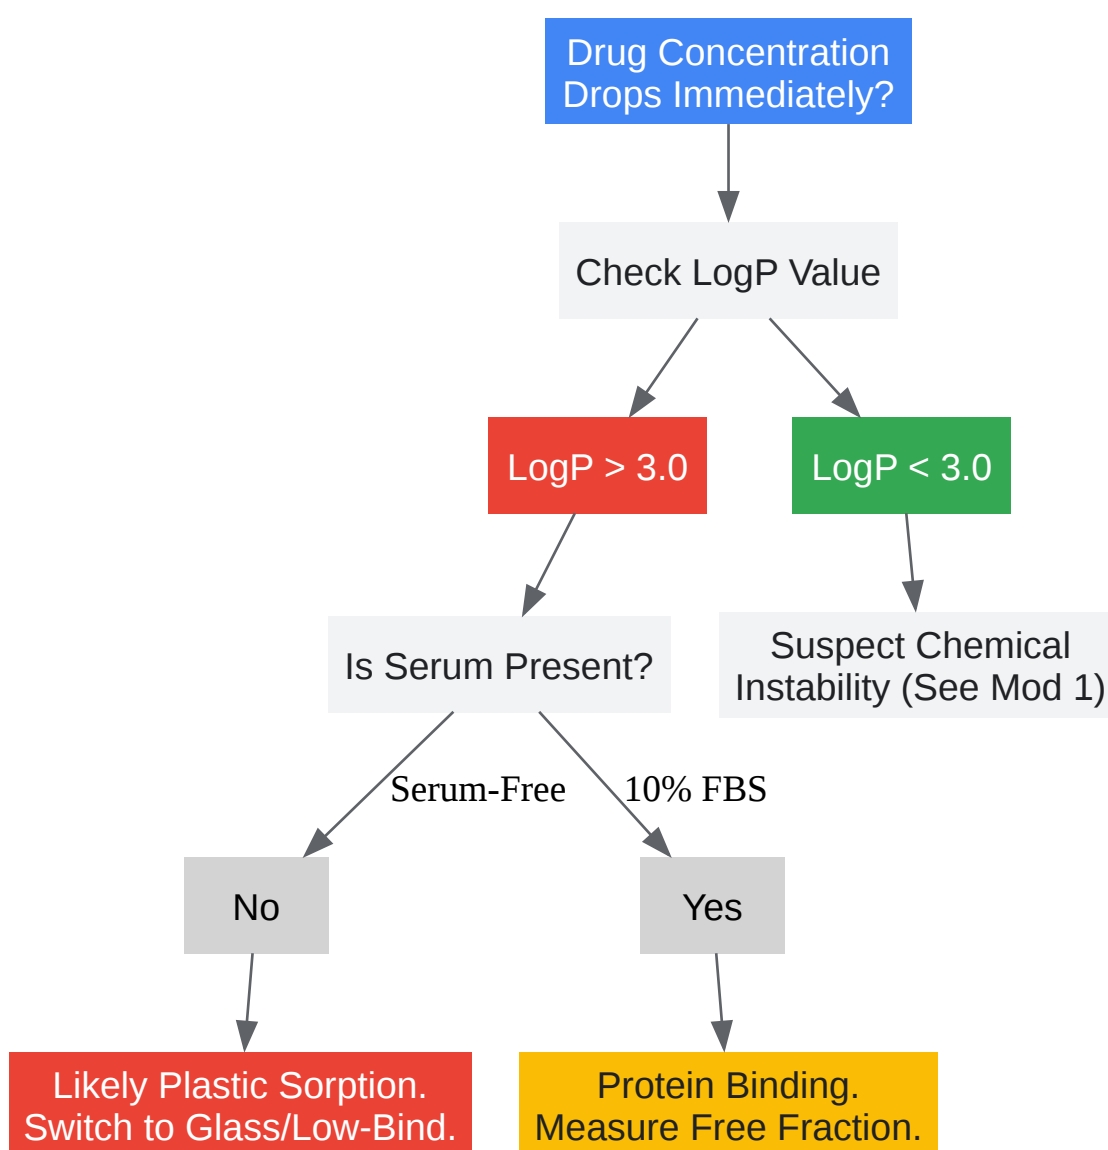 Drug Concentration
Drops Immediately?
Check LogP Value
LogP > 3.0
LogP < 3.0
Is Serum Present?
Suspect Chemical
Instability (See Mod 1)
Serum-Free
10% FBS
No
Yes
Likely Plastic Sorption.
Switch to Glass/Low-Bind.
Protein Binding.
Measure Free Fraction.